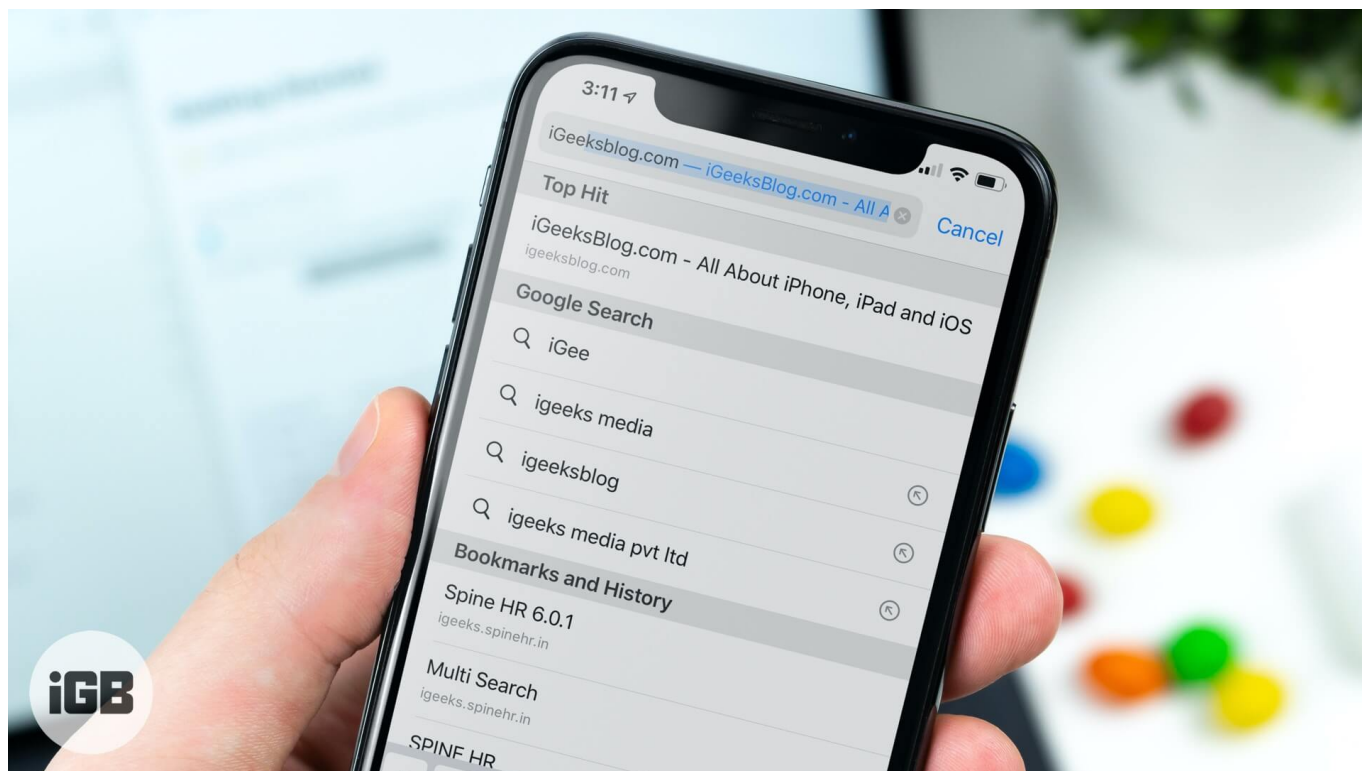 3:11
iGeeksblog.com — iGeeksBlog.com - All A
Cancel
Top Hit
iGeeksBlog.com - All About iPhone, iPad and iOS
igeeksblog.com
Google Search
iGee
igeeks media
igeeksblog
igeeks media pvt ltd
Bookmarks and History
Spine HR 6.0.1
igeeks.spinehr.in
Multi Search
igeeks.spinehr.in
SPINE HR
iGB